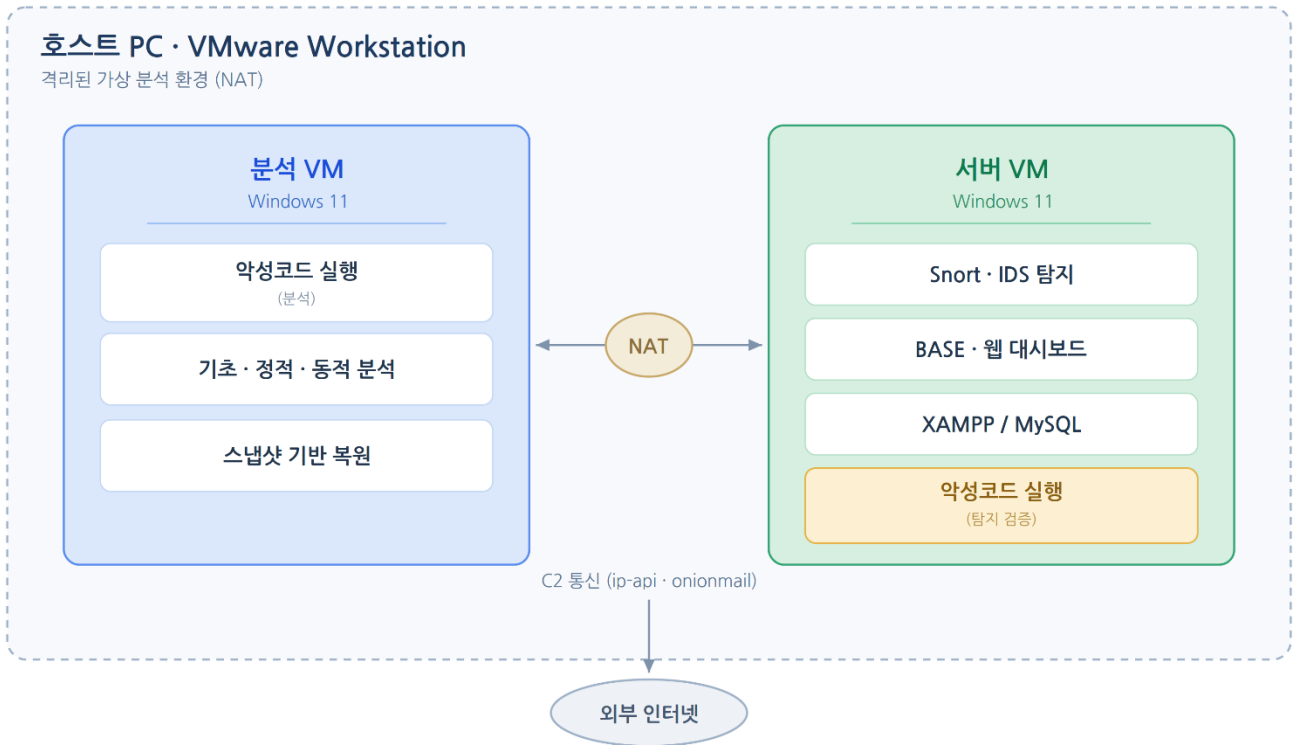 호스트 PC · VMware Workstation
격리된 가상 분석 환경 (NAT)
분석 VM
Windows 11
악성코드 실행
(분석)
기초 · 정적 · 동적 분석
스냅샷 기반 복원
NAT
서버 VM
Windows 11
Snort · IDS 탐지
BASE · 웹 대시보드
XAMPP / MySQL
악성코드 실행
(탐지 검증)
C2 통신 (ip-api · onionmail)
외부 인터넷